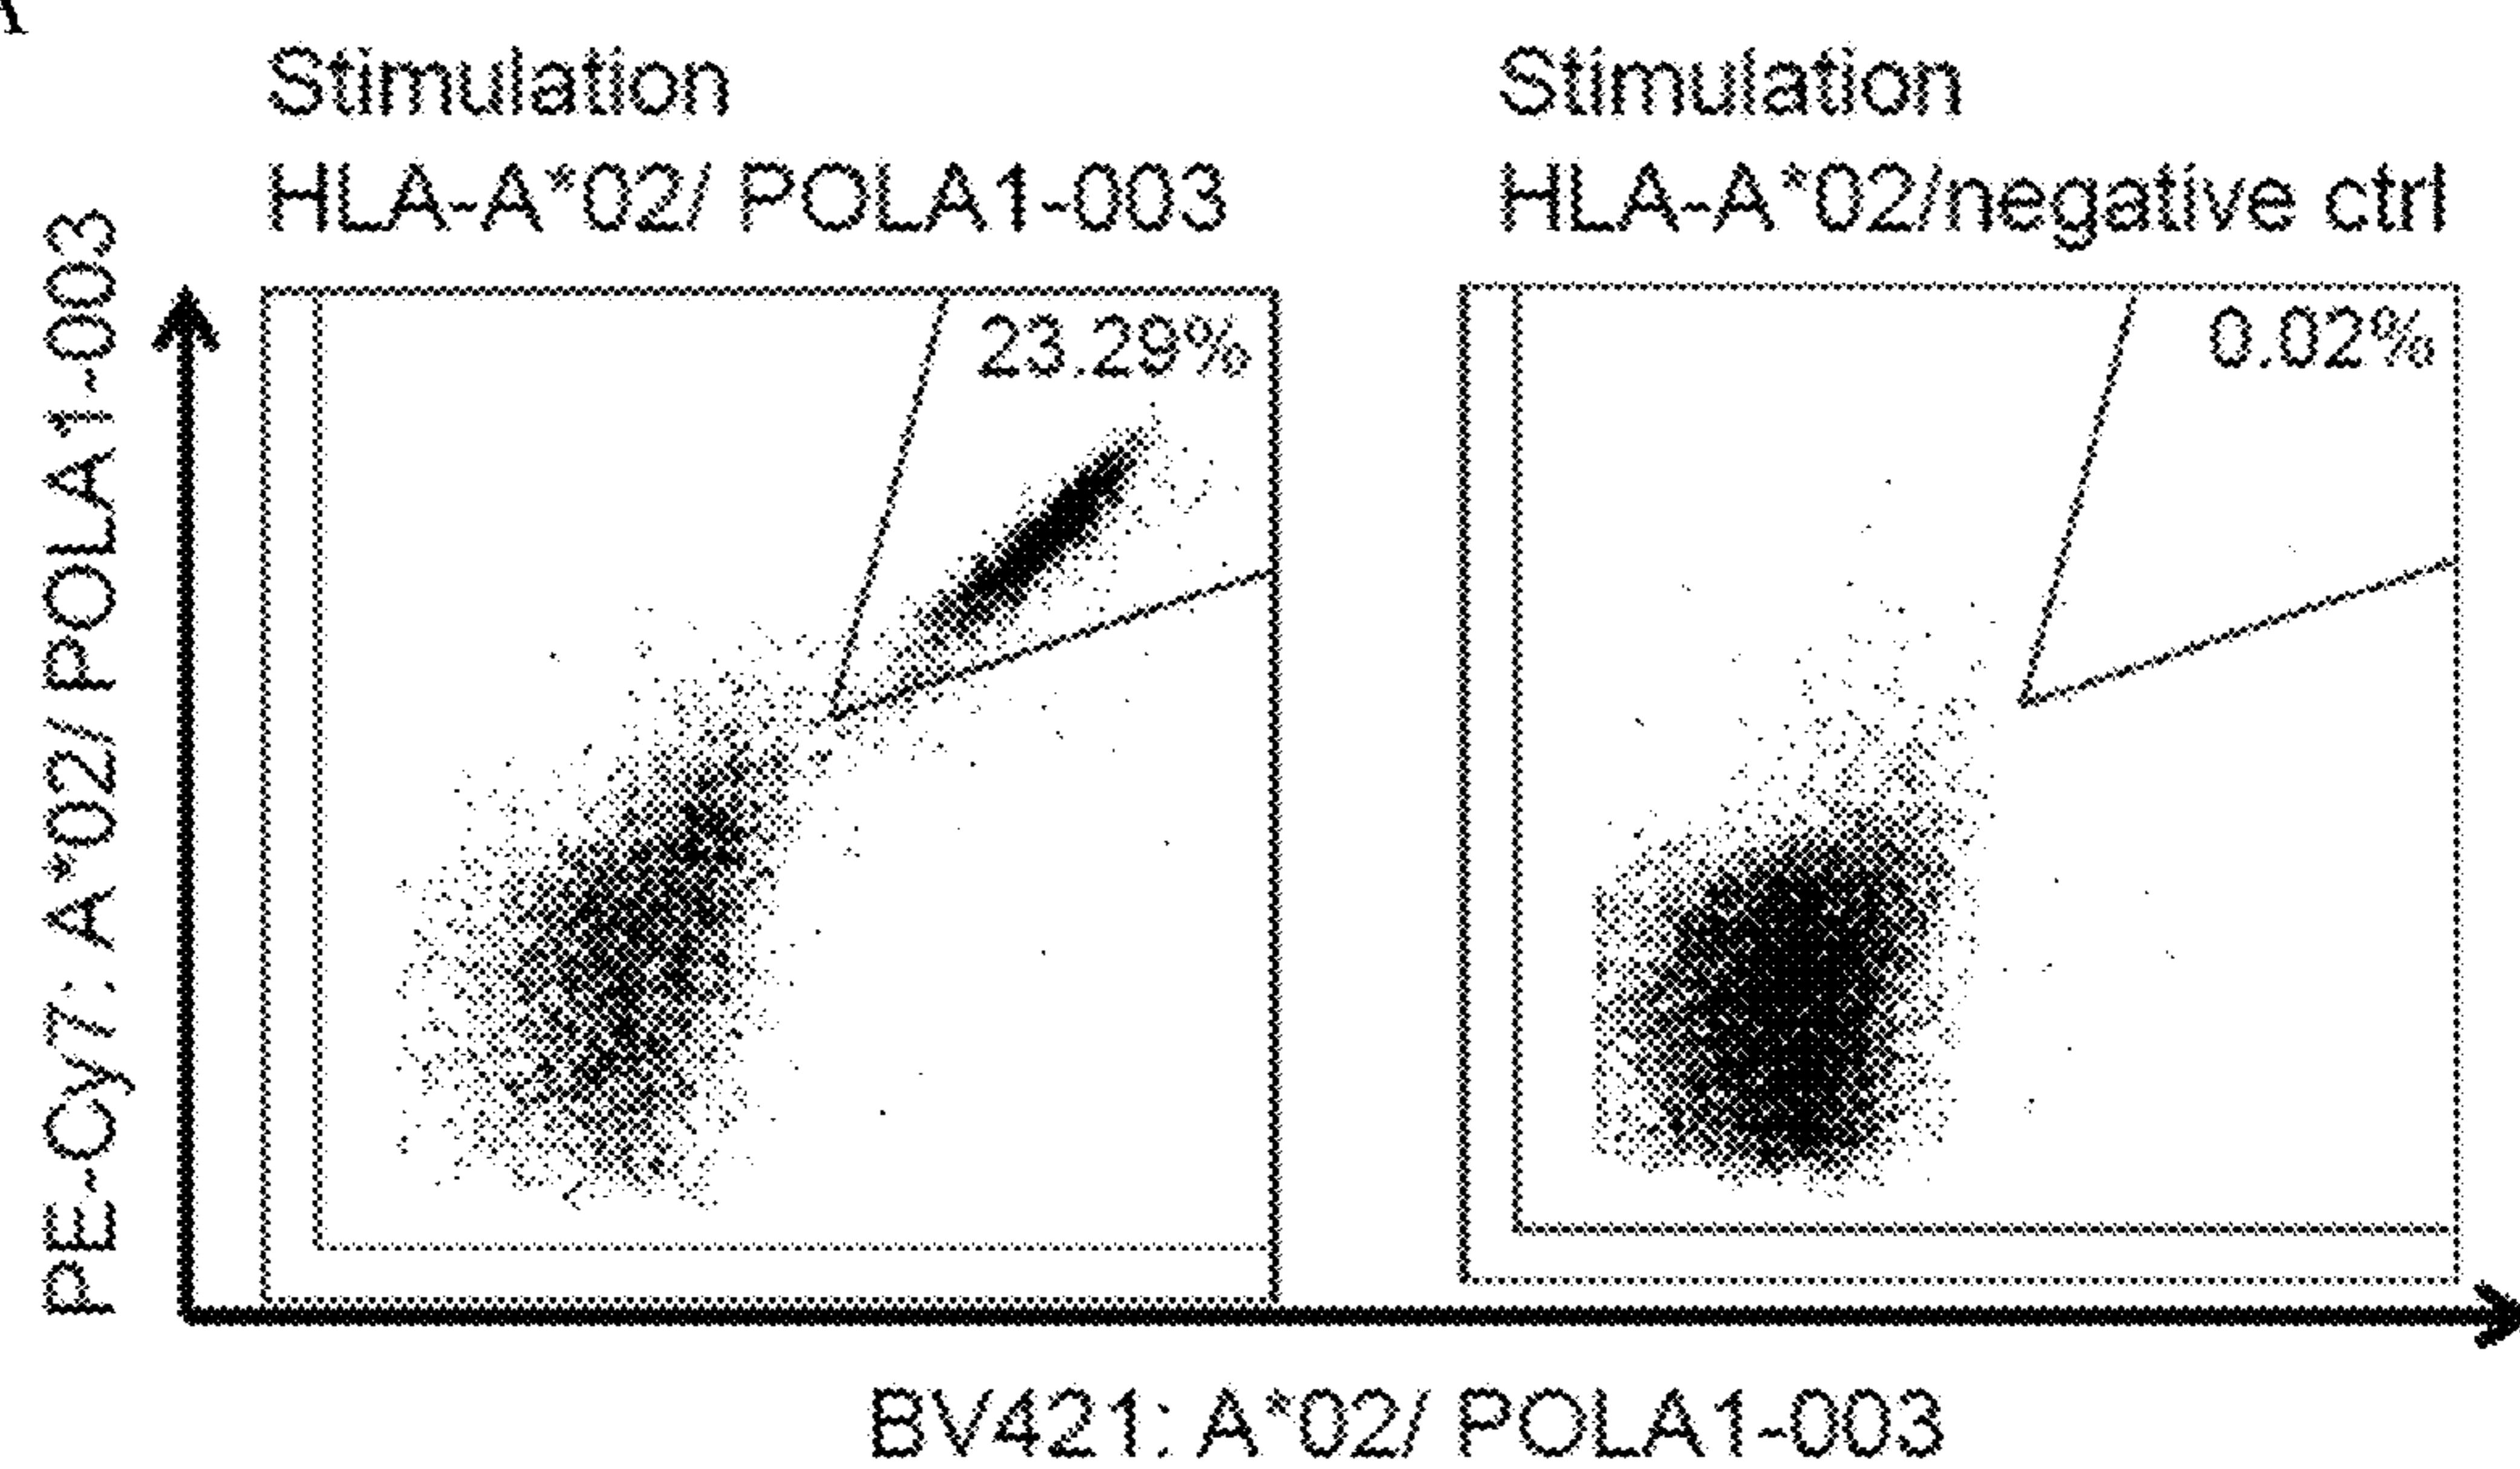 Stimulation
HLA-A*02/ POLA1-003
Stimulation
HLA-A*02/negative ctrl
PE-Cy7: A*02/ POLA1-003
23.29%
0.02%
BV421: A*02/ POLA1-003